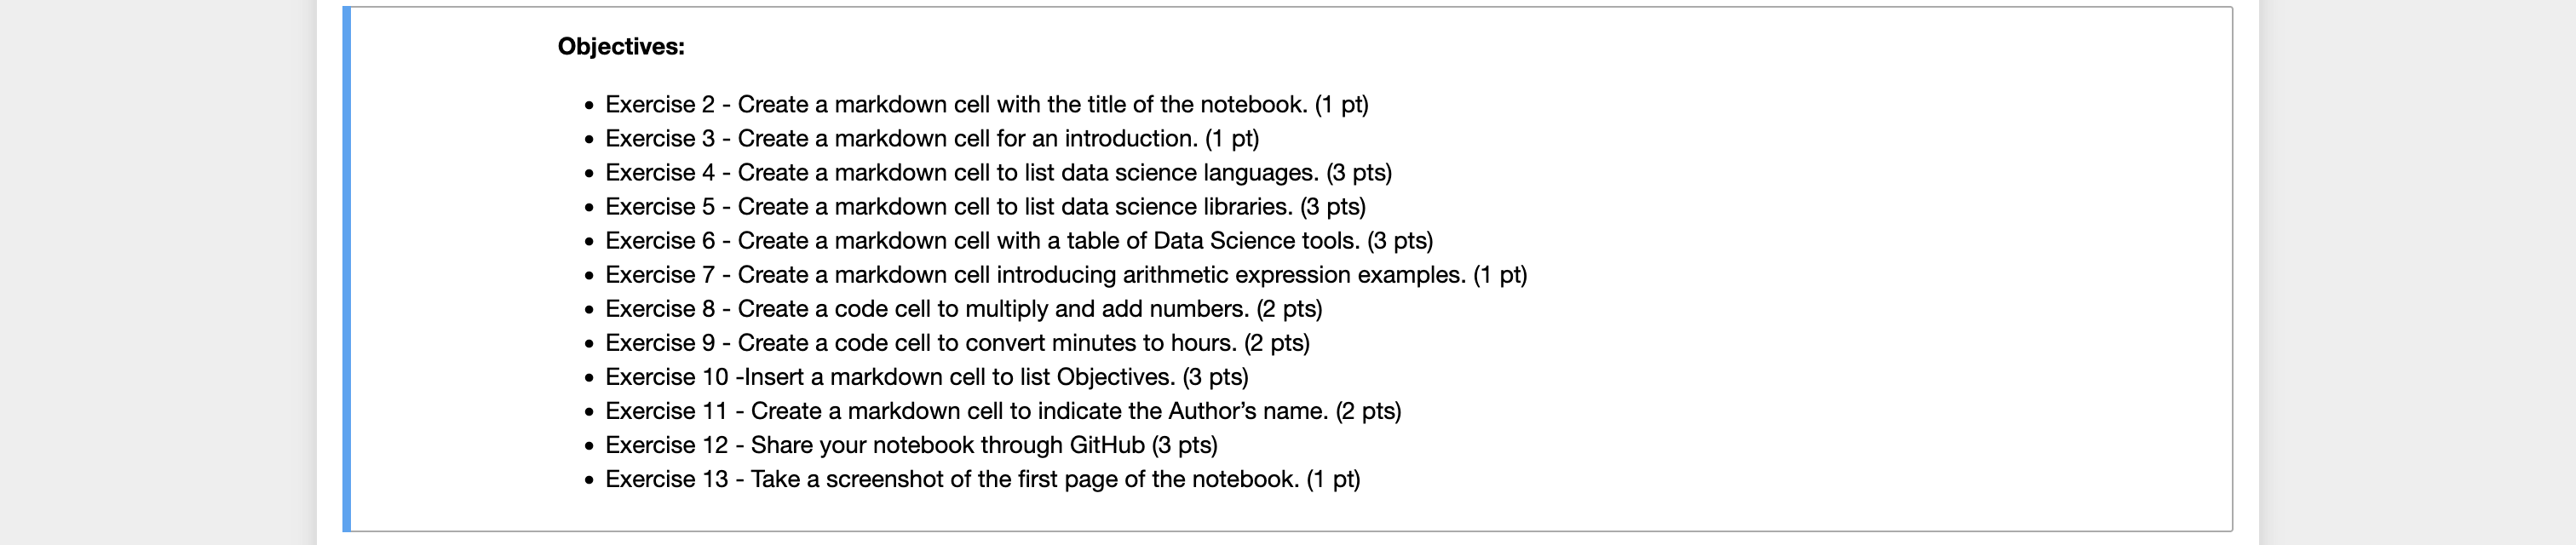 Objectives:
• Exercise 2 - Create a markdown cell with the title of the notebook. (1 pt)
• Exercise 3 - Create a markdown cell for an introduction. (1 pt)
• Exercise 4 - Create a markdown cell to list data science languages. (3 pts)
• Exercise 5 - Create a markdown cell to list data science libraries. (3 pts)
• Exercise 6 - Create a markdown cell with a table of Data Science tools. (3 pts)
• Exercise 7 - Create a markdown cell introducing arithmetic expression examples. (1 pt)
• Exercise 8 - Create a code cell to multiply and add numbers. (2 pts)
• Exercise 9 - Create a code cell to convert minutes to hours. (2 pts)
• Exercise 10 -Insert a markdown cell to list Objectives. (3 pts)
• Exercise 11 - Create a markdown cell to indicate the Author’s name. (2 pts)
• Exercise 12 - Share your notebook through GitHub (3 pts)
• Exercise 13 - Take a screenshot of the first page of the notebook. (1 pt)